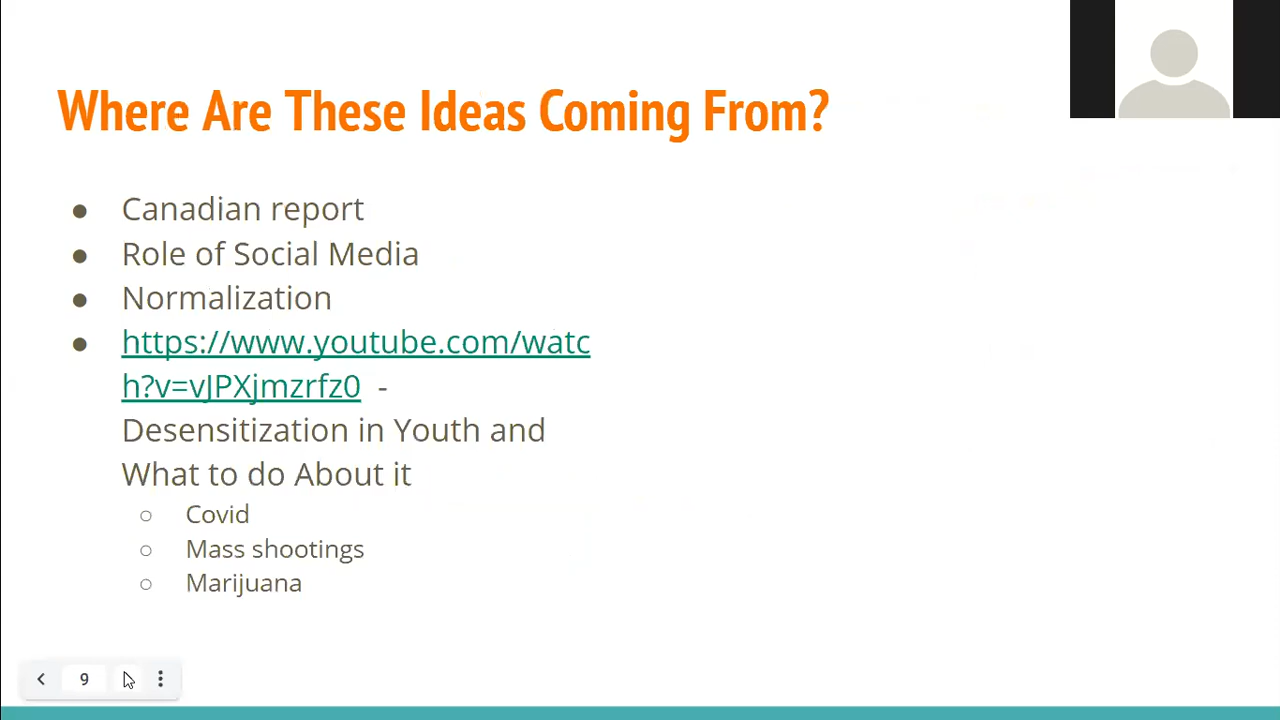 Where Are These Ideas Coming From?
● Canadian report
● Role of Social Media
● Normalization
● https://www.youtube.com/watc
h?v=vJPXjmzrfz0 -
Desensitization in Youth and
What to do About it
○ Covid
○ Mass shootings
○ Marijuana
9